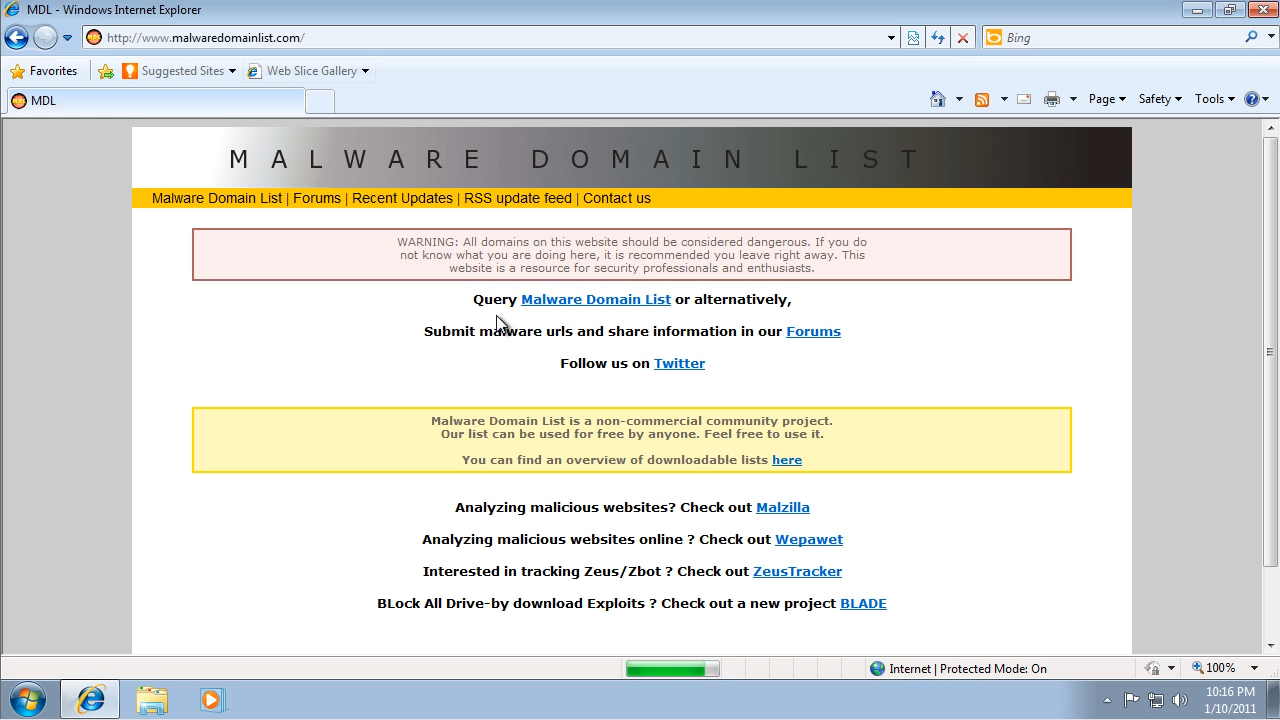 MDL - Windows Internet Explorer
http://www.malwaredomainlist.com/
Bing
Favorites
Suggested Sites
Web Slice Gallery
MDL
Page
Safety
Tools
MALWARE DOMAIN LIST
Malware Domain List | Forums | Recent Updates | RSS update feed | Contact us
WARNING: All domains on this website should be considered dangerous. If you do
not know what you are doing here, it is recommended you leave right away. This
website is a resource for security professionals and enthusiasts.
Query Malware Domain List or alternatively,
Submit malware urls and share information in our Forums
Follow us on Twitter
Malware Domain List is a non-commercial community project.
Our list can be used for free by anyone. Feel free to use it.
You can find an overview of downloadable lists here
Analyzing malicious websites? Check out Malzilla
Analyzing malicious websites online ? Check out Wepawet
Interested in tracking Zeus/Zbot ? Check out ZeusTracker
BLock All Drive-by download Exploits ? Check out a new project BLADE
Internet | Protected Mode: On
100%
10:16 PM
1/10/2011